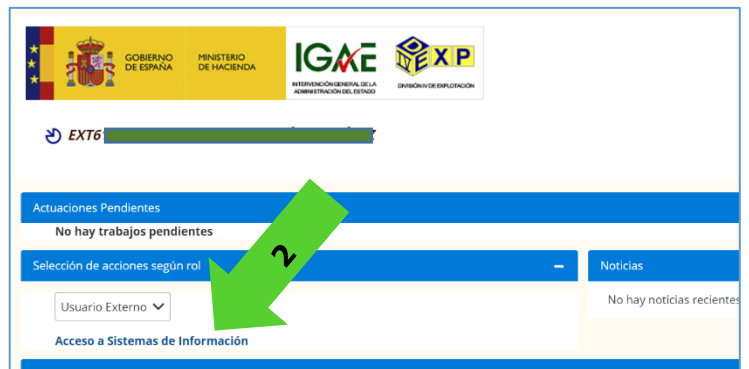 GOBIERNO
DE ESPAÑA
MINISTERIO
DE HACIENDA
IGAE
INTERVENCIÓN GENERAL DE LA
ADMINISTRACIÓN DEL ESTADO
DIVEXP
DIVISIÓN IV DE EXPLOTACIÓN
EXT6
Actuaciones Pendientes
No hay trabajos pendientes
2
Selección de acciones según rol
Noticias
Usuario Externo
No hay noticias recientes
Acceso a Sistemas de Información